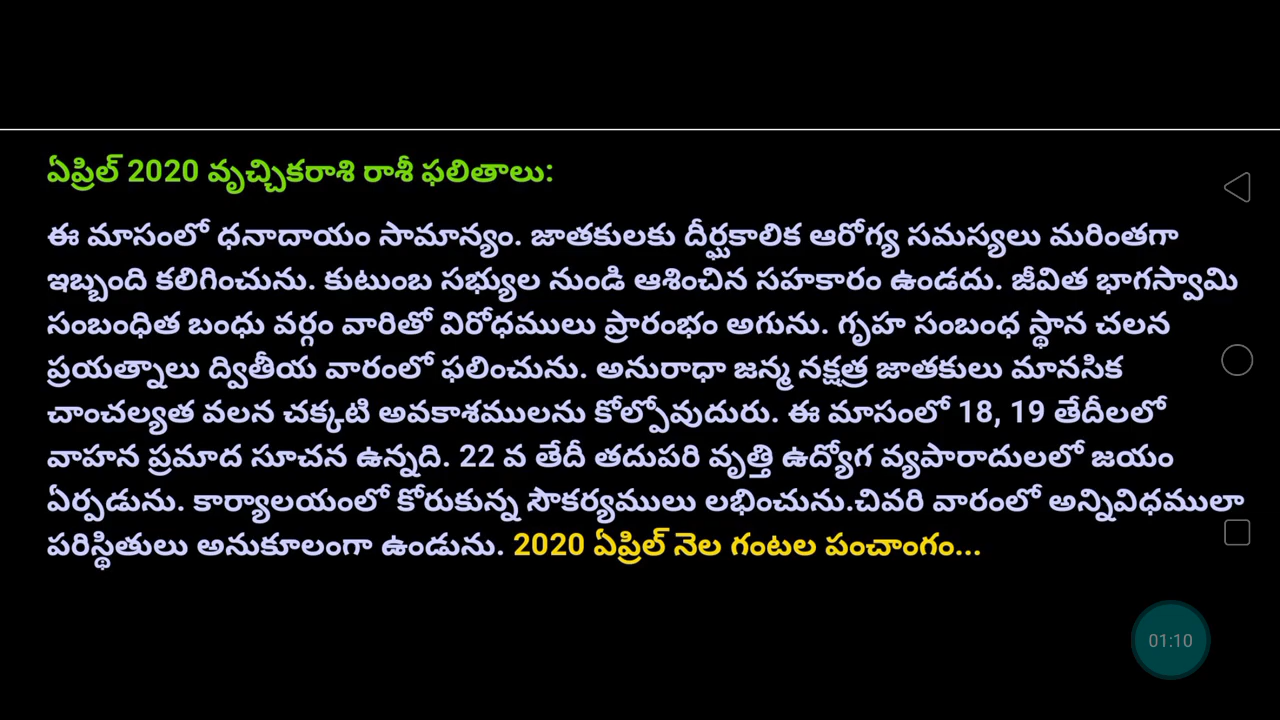 ఏప్రిల్ 2020 వృచ్చికరాశి రాశీ ఫలితాలు:
ఈ మాసంలో ధనాదాయం సామాన్యం. జాతకులకు దీర్ఘకాలిక ఆరోగ్య సమస్యలు మరింతగా
ఇబ్బంది కలిగించును. కుటుంబ సభ్యుల నుండి ఆశించిన సహకారం ఉండదు. జీవిత భాగస్వామి
సంబంధిత బంధు వర్గం వారితో విరోధములు ప్రారంభం అగును. గృహ సంబంధ స్థాన చలన
ప్రయత్నాలు ద్వితీయ వారంలో ఫలించును. అనురాధా జన్మ నక్షత్ర జాతకులు మానసిక
చాంచల్యత వలన చక్కటి అవకాశములను కోల్పోవుదురు. ఈ మాసంలో 18, 19 తేదీలలో
వాహన ప్రమాద సూచన ఉన్నది. 22 వ తేదీ తదుపరి వృత్తి ఉద్యోగ వ్యపారాదులలో జయం
ఏర్పడును. కార్యాలయంలో కోరుకున్న సౌకర్యములు లభించును.చివరి వారంలో అన్నివిధములా
పరిస్థితులు అనుకూలంగా ఉండును. 2020 ఏప్రిల్ నెల గంటల పంచాంగం...
01:10